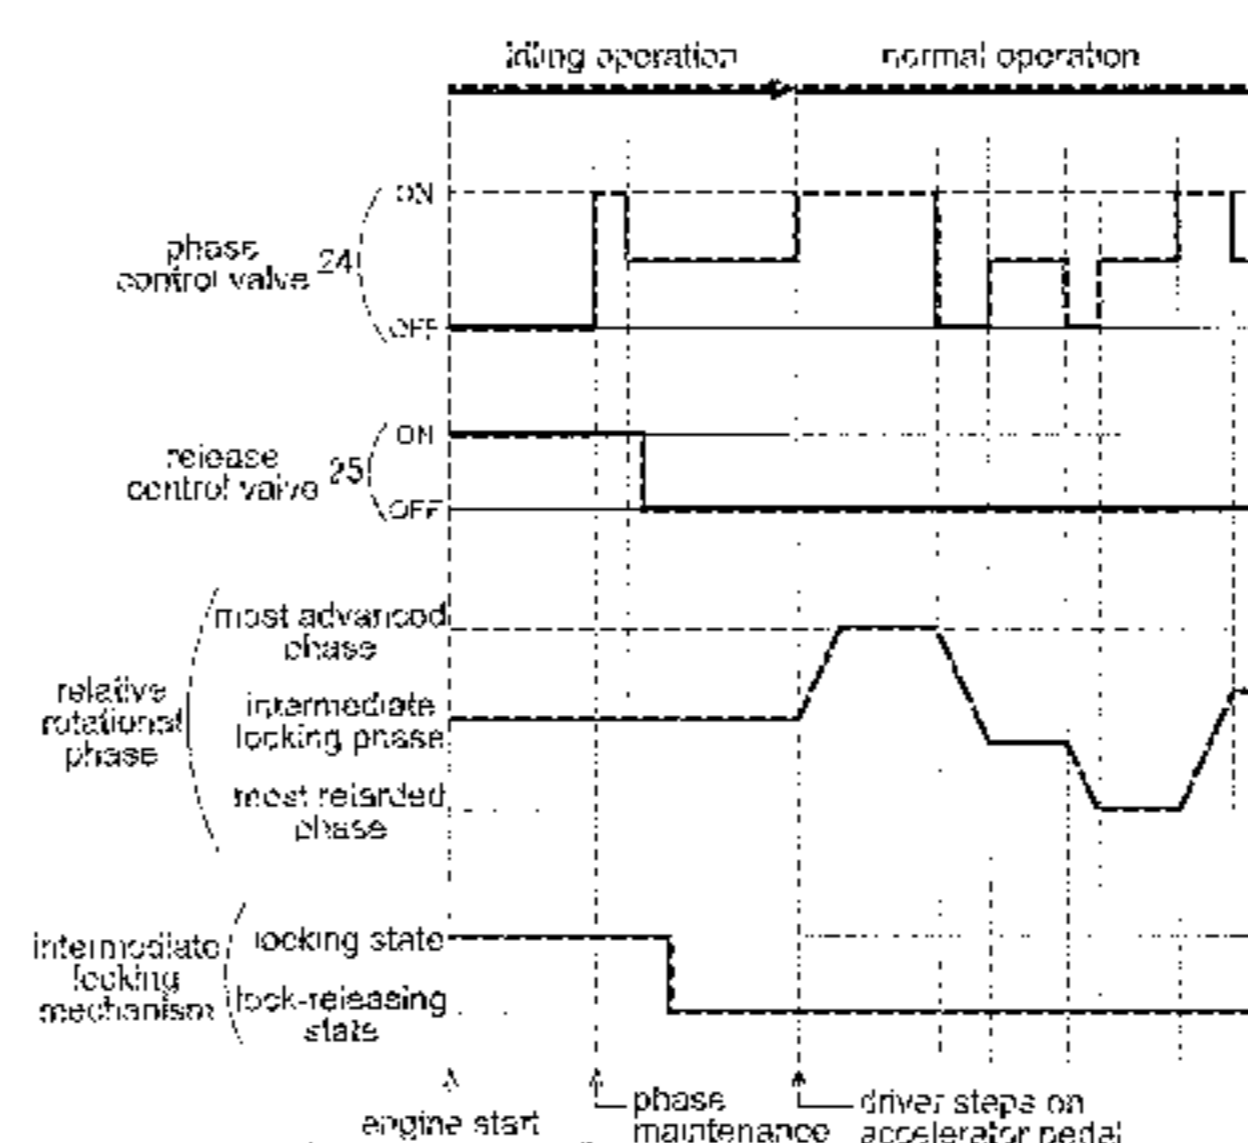 idling operation normal operation
ON
phase
control valve 24
OFF
ON
release
control valve 25
OFF
most advanced
phase
relative
rotational
phase
intermediate
locking phase
most retarded
phase
intermediate
locking
mechanism
locking state
lock-releasing
state
engine start
phase
maintenance
driver steps on
accelerator pedal